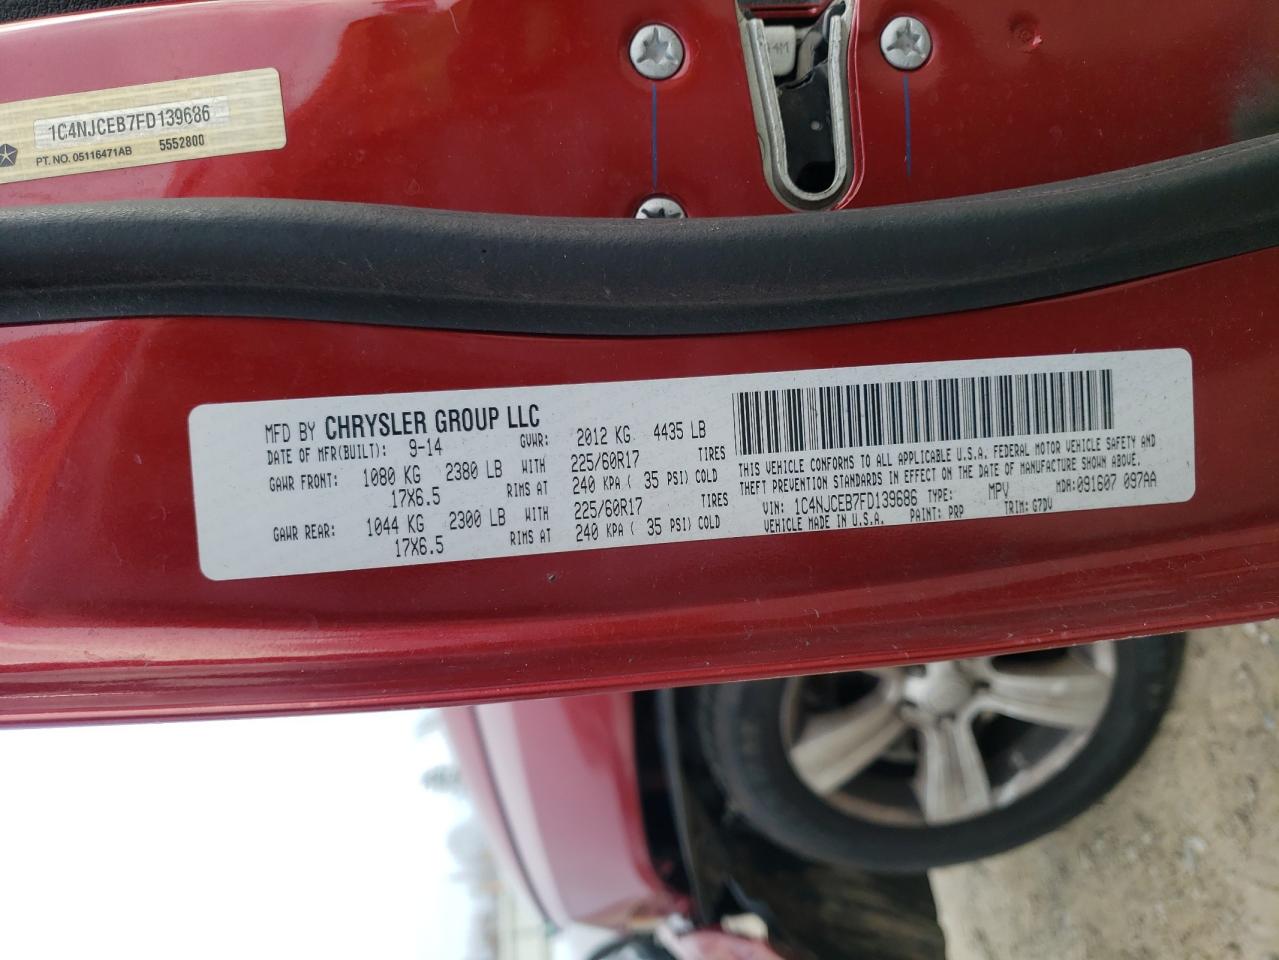 1C4NJCEB7FD139686
PT. NO. 05116471AB 5552800
MFD BY CHRYSLER GROUP LLC
DATE OF MFR(BUILT): 9-14 GVWR: 2012 KG 4435 LB
GAWR FRONT: 1080 KG 2380 LB WITH 225/60R17 TIRES
17X6.5 RIMS AT 240 KPA ( 35 PSI) COLD
GAWR REAR: 1044 KG 2300 LB WITH 225/60R17 TIRES
17X6.5 RIMS AT 240 KPA ( 35 PSI) COLD
THIS VEHICLE CONFORMS TO ALL APPLICABLE U.S.A. FEDERAL MOTOR VEHICLE SAFETY AND
THEFT PREVENTION STANDARDS IN EFFECT ON THE DATE OF MANUFACTURE SHOWN ABOVE.
VIN: 1C4NJCEB7FD139686 TYPE: MPV MDH:091607 097AA
VEHICLE MADE IN U.S.A. PAINT: PRP TRIM: G7DV